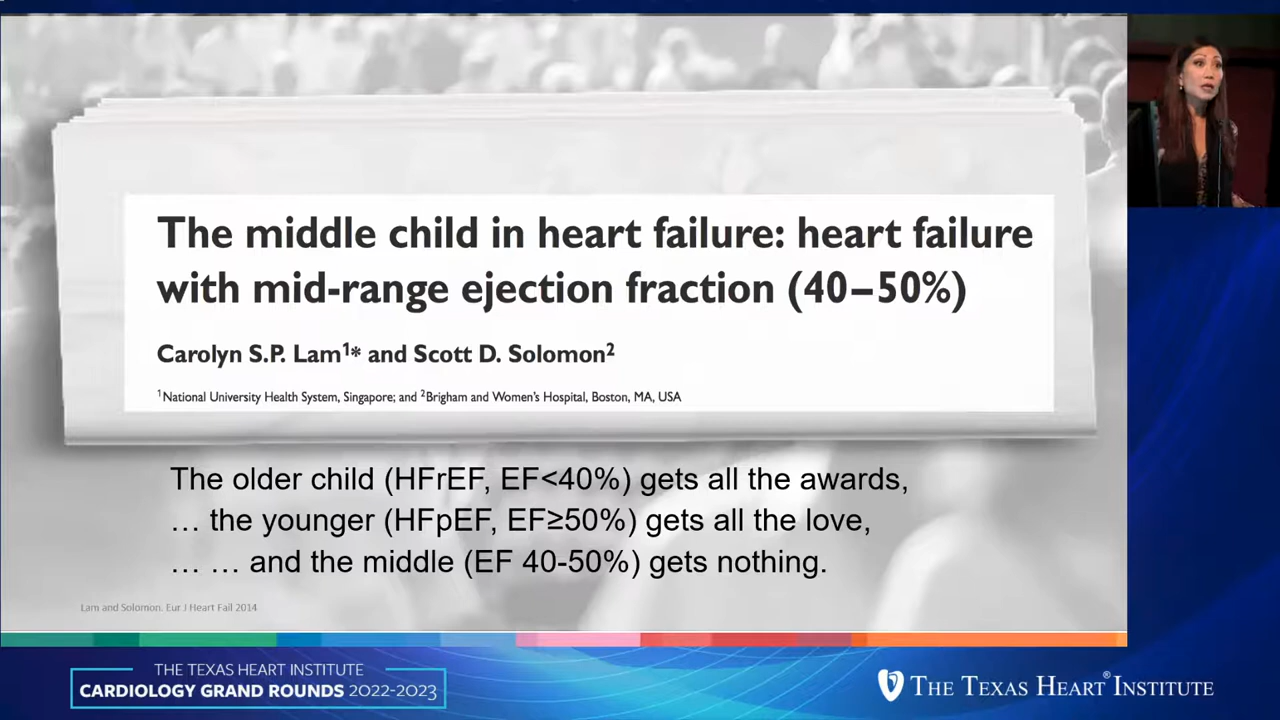 The middle child in heart failure: heart failure
with mid-range ejection fraction (40–50%)
Carolyn S.P. Lam1* and Scott D. Solomon2
1National University Health System, Singapore; and 2Brigham and Women's Hospital, Boston, MA, USA
The older child (HFrEF, EF<40%) gets all the awards,
… the younger (HFpEF, EF≥50%) gets all the love,
… … and the middle (EF 40-50%) gets nothing.
Lam and Solomon. Eur J Heart Fail 2014
THE TEXAS HEART INSTITUTE
CARDIOLOGY GRAND ROUNDS 2022-2023
THE TEXAS HEART® INSTITUTE